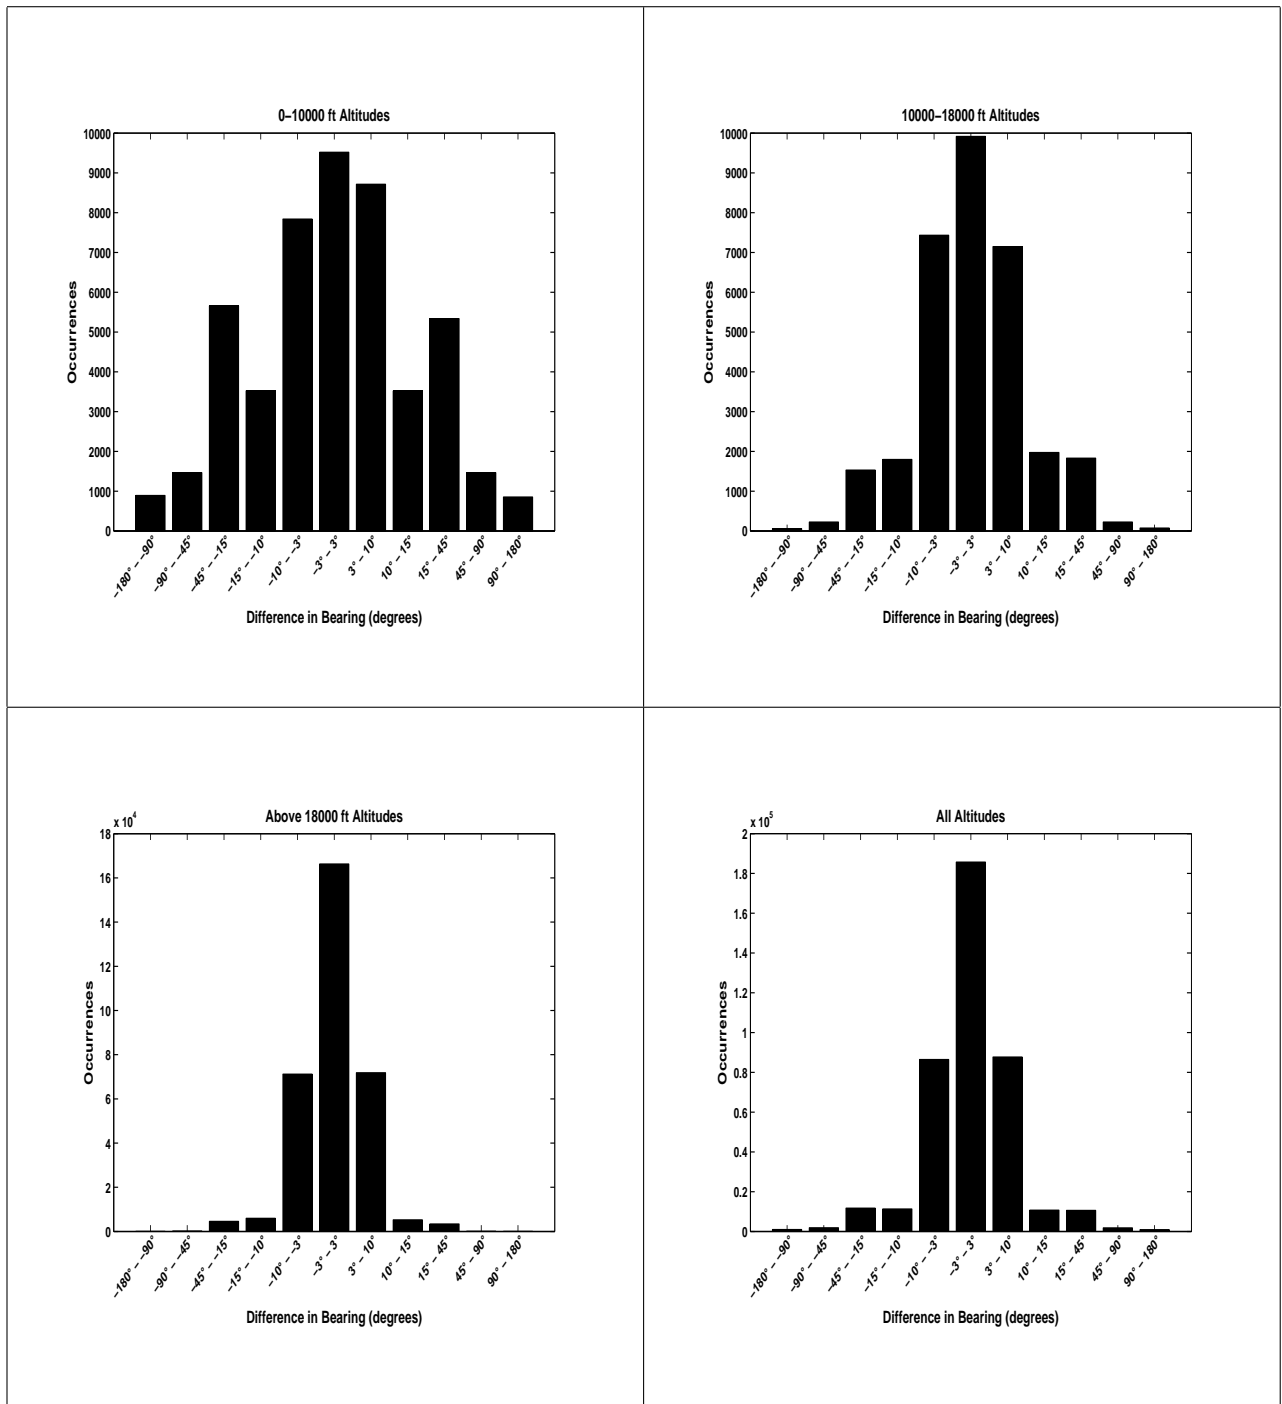 0–10000 ft Altitudes
10000
9000
8000
7000
6000
5000
4000
3000
2000
1000
0
Occurrences
–180° – –90°
–90° – –45°
–45° – –15°
–15° – –10°
–10° – –3°
–3° – 3°
3° – 10°
10° – 15°
15° – 45°
45° – 90°
90° – 180°
Difference in Bearing (degrees)
10000–18000 ft Altitudes
10000
9000
8000
7000
6000
5000
4000
3000
2000
1000
0
Occurrences
–180° – –90°
–90° – –45°
–45° – –15°
–15° – –10°
–10° – –3°
–3° – 3°
3° – 10°
10° – 15°
15° – 45°
45° – 90°
90° – 180°
Difference in Bearing (degrees)
Above 18000 ft Altitudes
x 10⁴
18
16
14
12
10
8
6
4
2
0
Occurrences
–180° – –90°
–90° – –45°
–45° – –15°
–15° – –10°
–10° – –3°
–3° – 3°
3° – 10°
10° – 15°
15° – 45°
45° – 90°
90° – 180°
Difference in Bearing (degrees)
All Altitudes
x 10⁵
2
1.8
1.6
1.4
1.2
1
0.8
0.6
0.4
0.2
0
Occurrences
–180° – –90°
–90° – –45°
–45° – –15°
–15° – –10°
–10° – –3°
–3° – 3°
3° – 10°
10° – 15°
15° – 45°
45° – 90°
90° – 180°
Difference in Bearing (degrees)